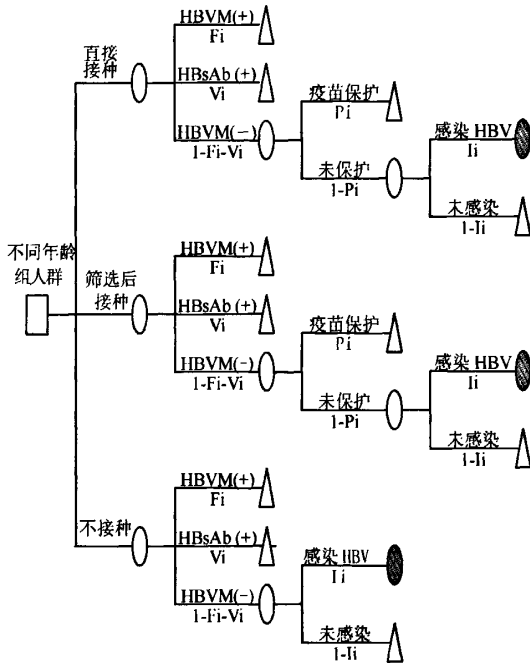 HBVM(+)
Fi
直接
接种
HBsAb(+)
Vi
疫苗保护
Pi
HBVM(-)
1-Fi-Vi
感染 HBV
Ii
未保护
1-Pi
未感染
1-Ii
不同年龄
组人群
HBVM(+)
Fi
筛选后
接种
HBsAb(+)
Vi
疫苗保护
Pi
HBVM(-)
1-Fi-Vi
感染 HBV
Ii
未保护
1-Pi
未感染
1-Ii
HBVM(+)
Fi
不接种
HBsAb(+)
Vi
感染 HBV
Ii
HBVM(-)
1-Fi-Vi
未感染
1-Ii